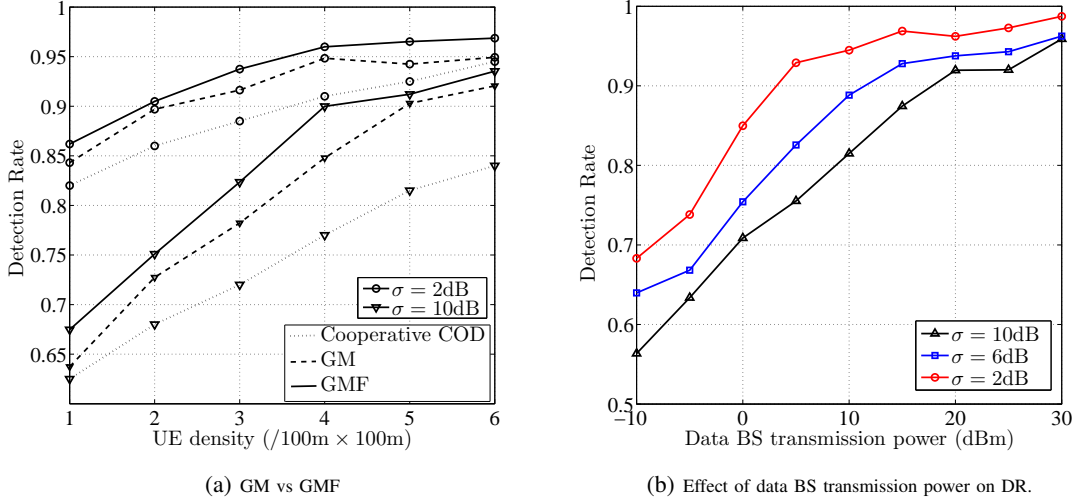 1
0.95
0.9
0.85
0.8
0.75
0.7
0.65
1 2 3 4 5 6
Detection Rate
UE density (/100m × 100m)
σ = 2dB
σ = 10dB
Cooperative COD
GM
GMF
(a) GM vs GMF
1
0.9
0.8
0.7
0.6
0.5
−10 0 10 20 30
Detection Rate
Data BS transmission power (dBm)
σ = 10dB
σ = 6dB
σ = 2dB
(b) Effect of data BS transmission power on DR.